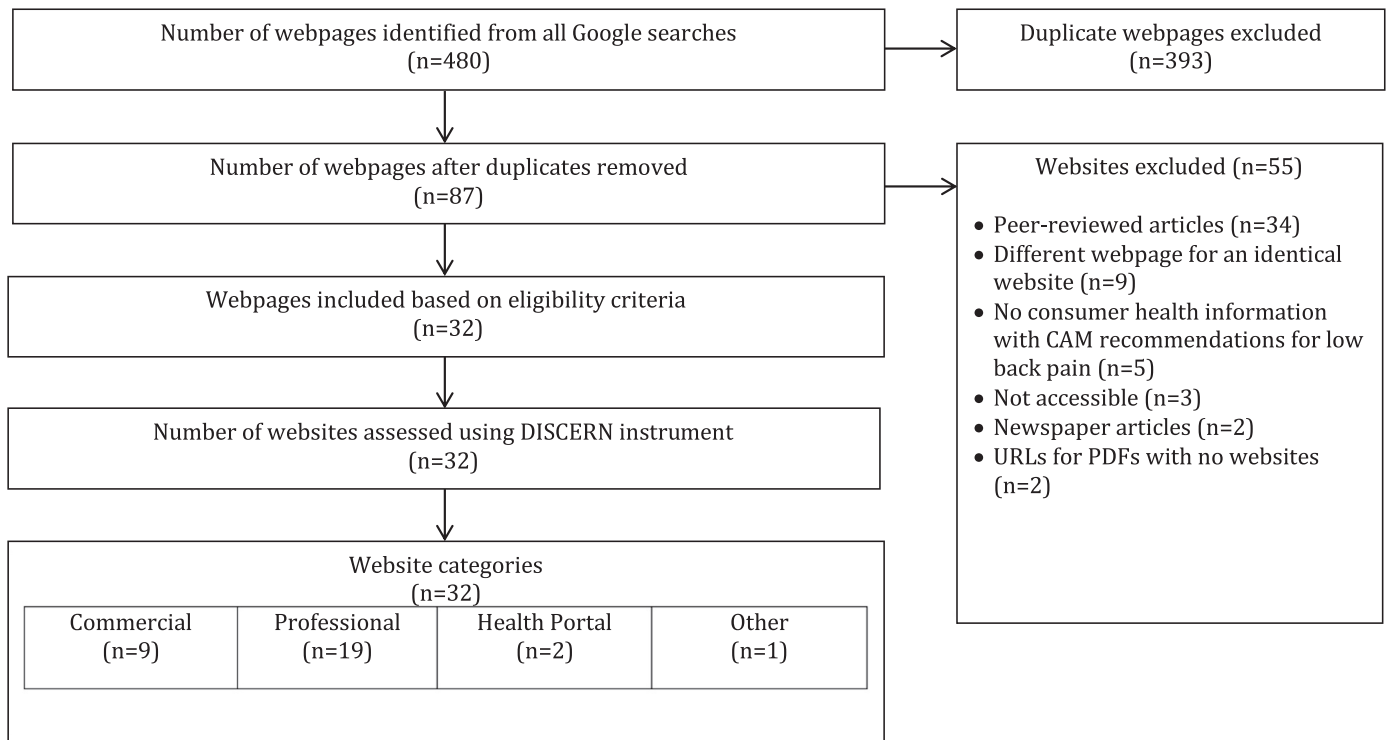 Number of webpages identified from all Google searches
(n=480)
Duplicate webpages excluded
(n=393)
Number of webpages after duplicates removed
(n=87)
Websites excluded (n=55)
• Peer-reviewed articles (n=34)
• Different webpage for an identical
website (n=9)
• No consumer health information
with CAM recommendations for low
back pain (n=5)
• Not accessible (n=3)
• Newspaper articles (n=2)
• URLs for PDFs with no websites
(n=2)
Webpages included based on eligibility criteria
(n=32)
Number of websites assessed using DISCERN instrument
(n=32)
Website categories
(n=32)
Commercial
(n=9)
Professional
(n=19)
Health Portal
(n=2)
Other
(n=1)